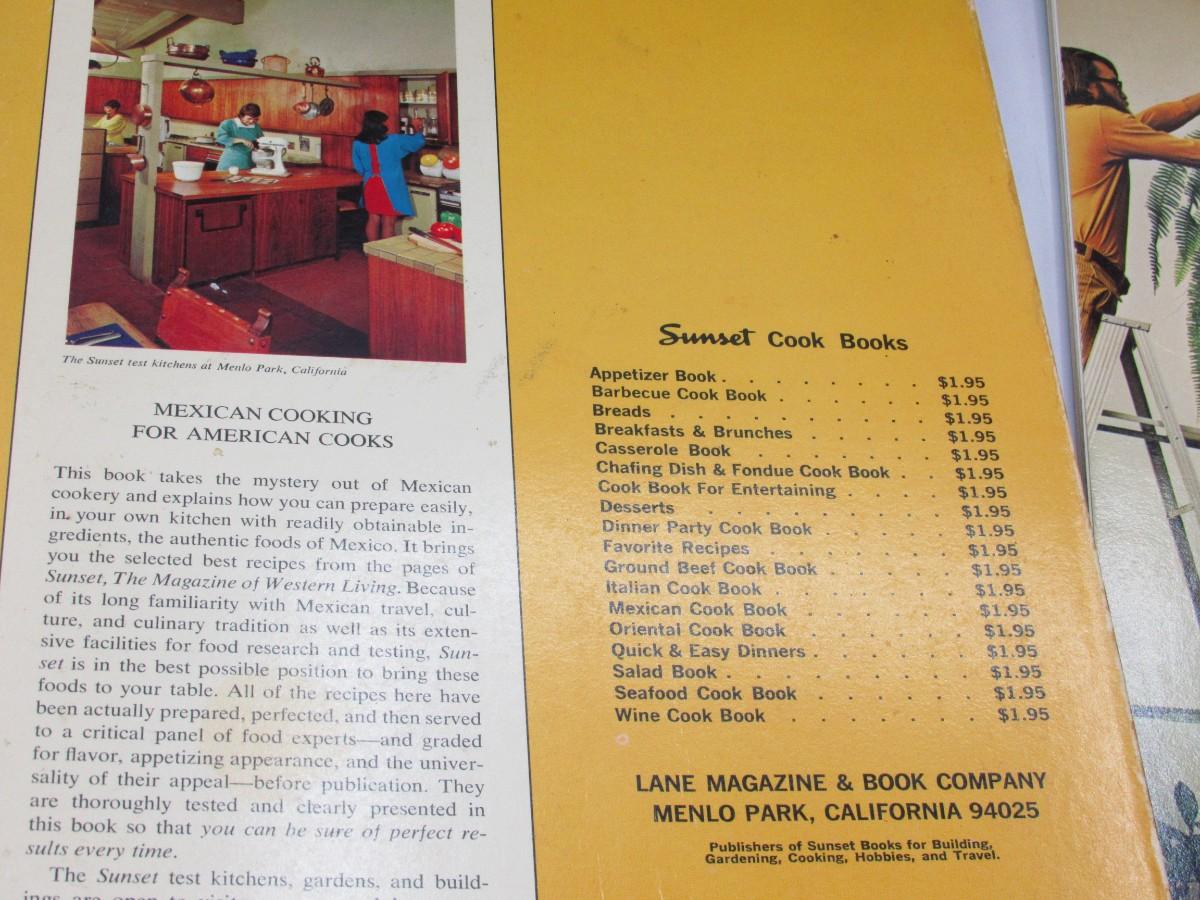 The Sunset test kitchens at Menlo Park, California
MEXICAN COOKING
FOR AMERICAN COOKS
This book takes the mystery out of Mexican
cookery and explains how you can prepare easily,
in your own kitchen with readily obtainable in-
gredients, the authentic foods of Mexico. It brings
you the selected best recipes from the pages of
Sunset, The Magazine of Western Living. Because
of its long familiarity with Mexican travel, cul-
ture, and culinary tradition as well as its exten-
sive facilities for food research and testing, Sun-
set is in the best possible position to bring these
foods to your table. All of the recipes here have
been actually prepared, perfected, and then served
to a critical panel of food experts—and graded
for flavor, appetizing appearance, and the univer-
sality of their appeal—before publication. They
are thoroughly tested and clearly presented in
this book so that you can be sure of perfect re-
sults every time.
The Sunset test kitchens, gardens, and build-
ings are open to
Sunset Cook Books
Appetizer Book . . . . . . . . $1.95
Barbecue Cook Book . . . . . . $1.95
Breads . . . . . . . . . $1.95
Breakfasts & Brunches . . . . . $1.95
Casserole Book . . . . . . . $1.95
Chafing Dish & Fondue Cook Book . . $1.95
Cook Book For Entertaining . . . . $1.95
Desserts . . . . . . . . $1.95
Dinner Party Cook Book . . . . . $1.95
Favorite Recipes . . . . . . $1.95
Ground Beef Cook Book . . . . . $1.95
Italian Cook Book . . . . . . $1.95
Mexican Cook Book . . . . . . $1.95
Oriental Cook Book . . . . . . $1.95
Quick & Easy Dinners . . . . . $1.95
Salad Book . . . . . . . . $1.95
Seafood Cook Book . . . . . . $1.95
Wine Cook Book . . . . . . . $1.95
LANE MAGAZINE & BOOK COMPANY
MENLO PARK, CALIFORNIA 94025
Publishers of Sunset Books for Building,
Gardening, Cooking, Hobbies, and Travel.